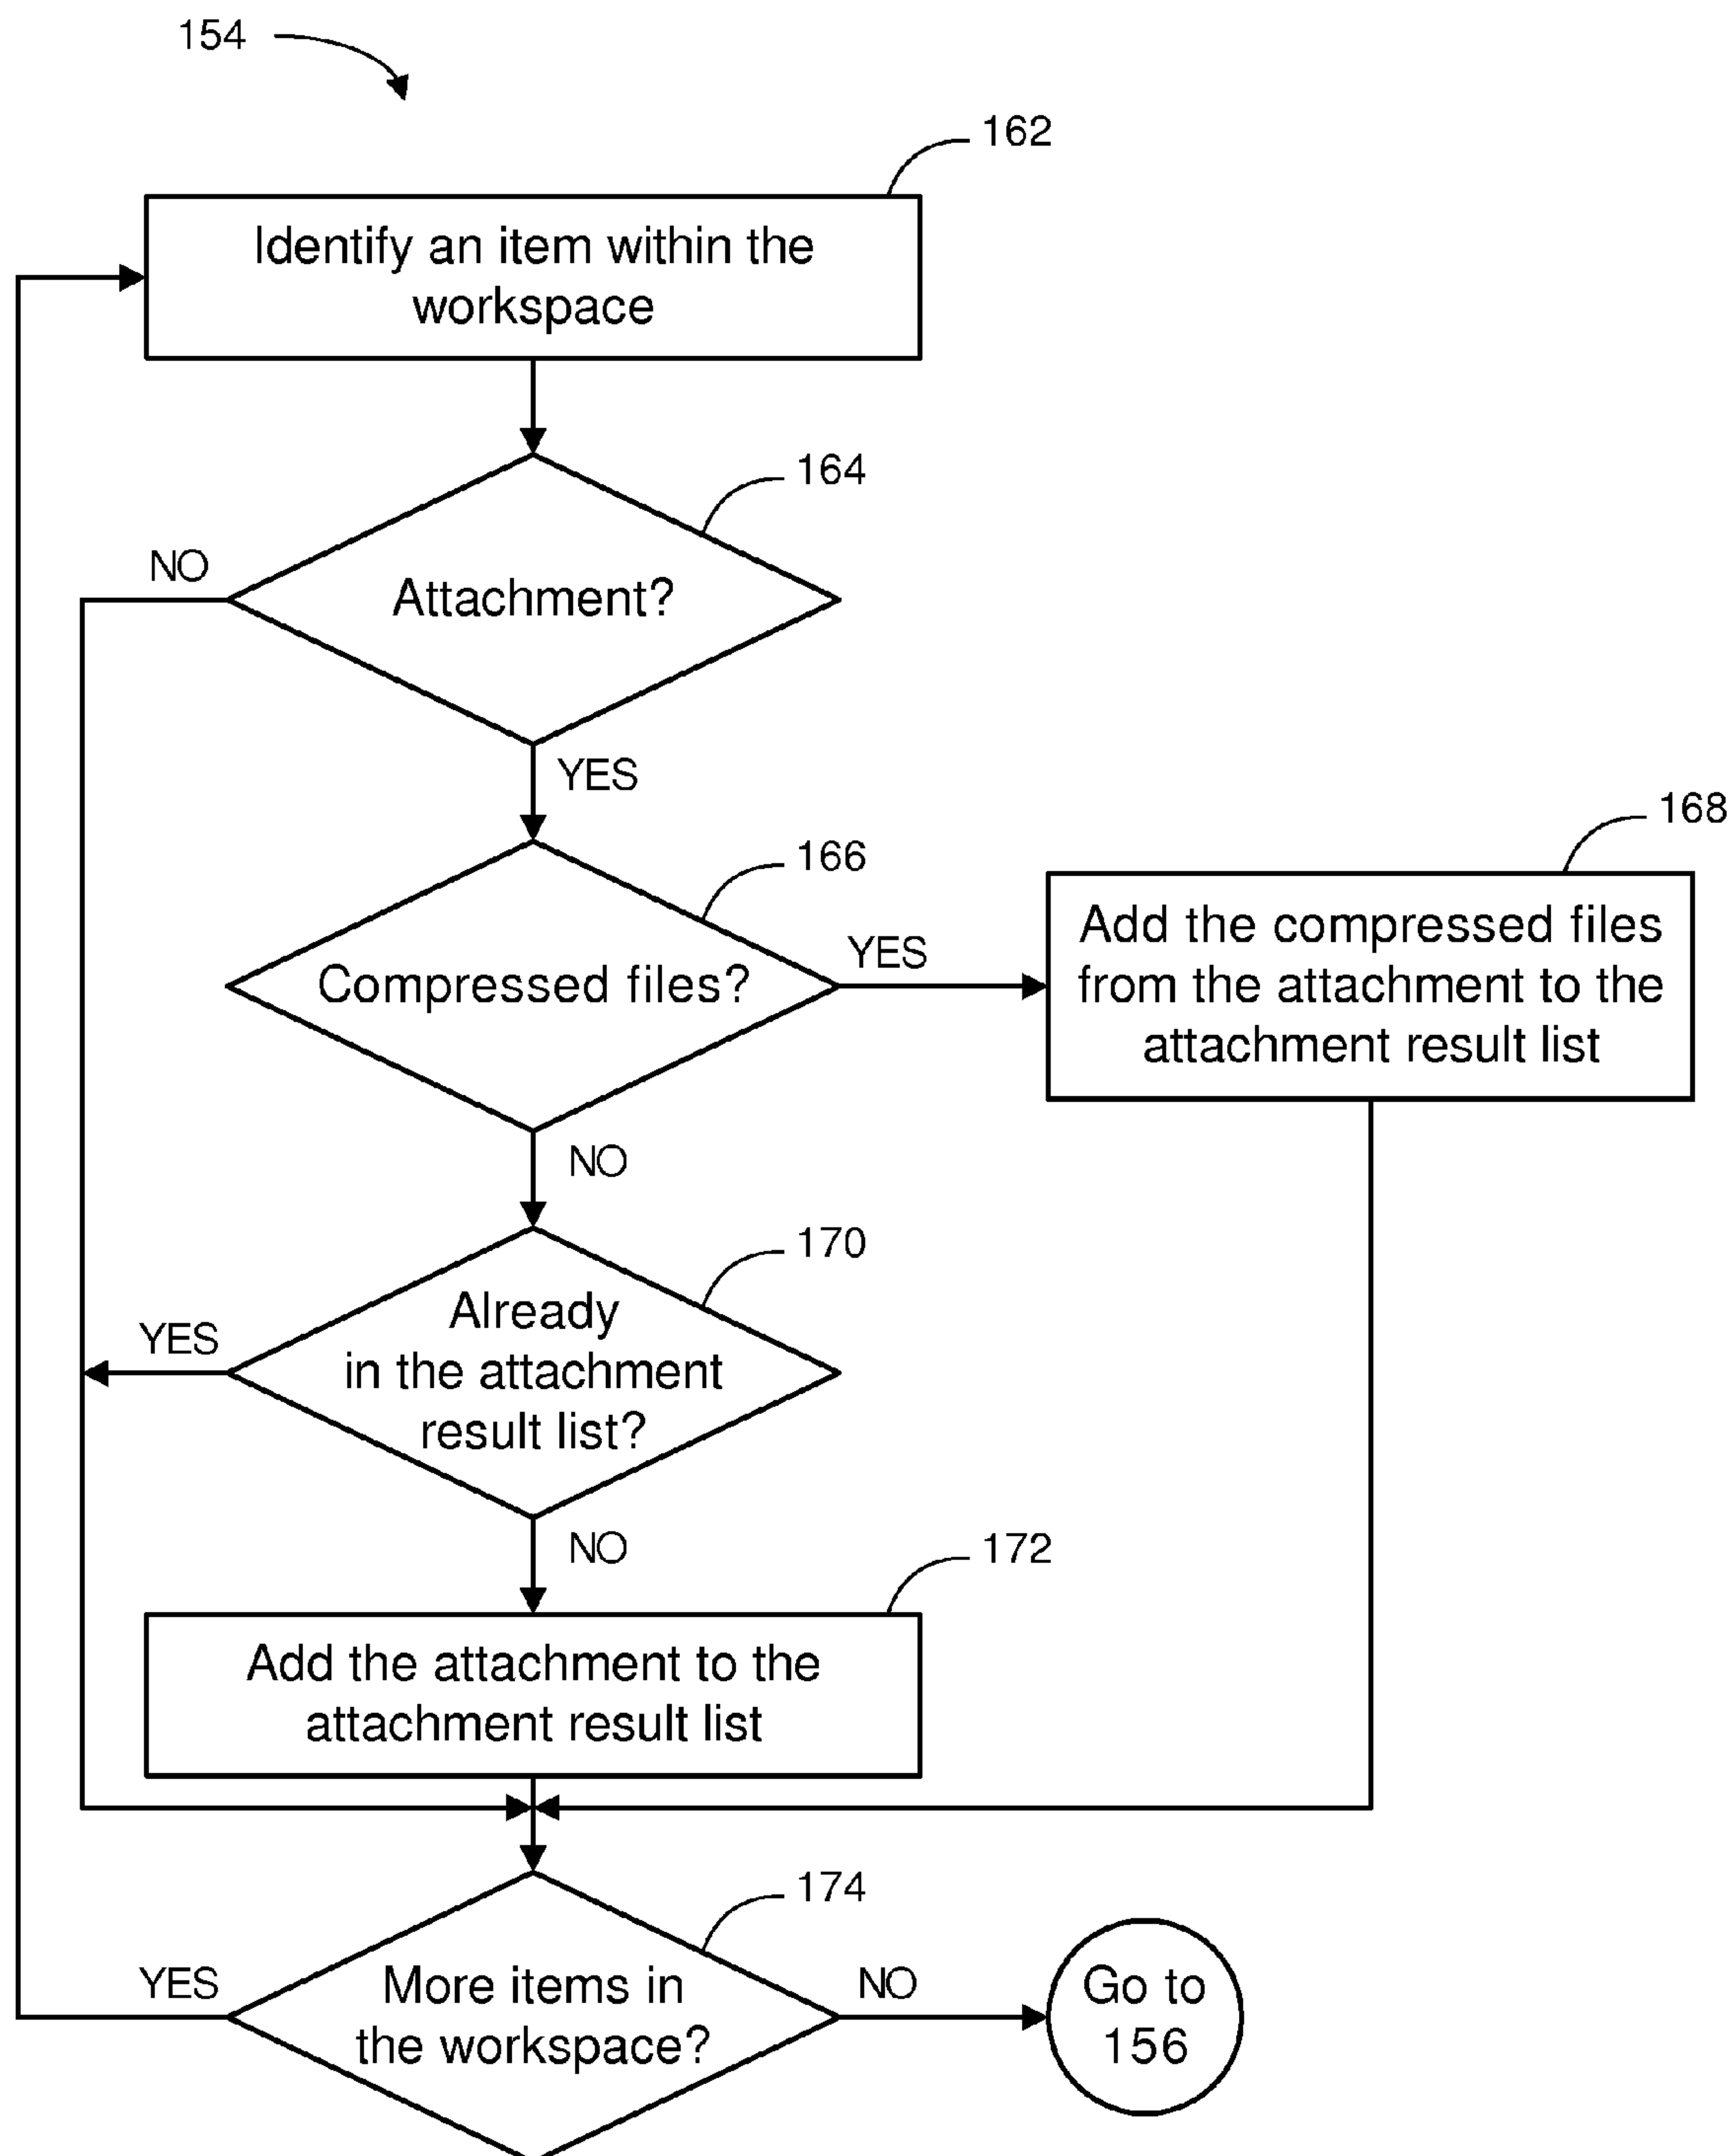 154
162
Identify an item within the
workspace
164
NO
Attachment?
YES
168
166
Add the compressed files
YES
Compressed files?
from the attachment to the
attachment result list
NO
170
Already
YES
in the attachment
result list?
NO
172
Add the attachment to the
attachment result list
174
YES
More items in
NO
Go to
the workspace?
156